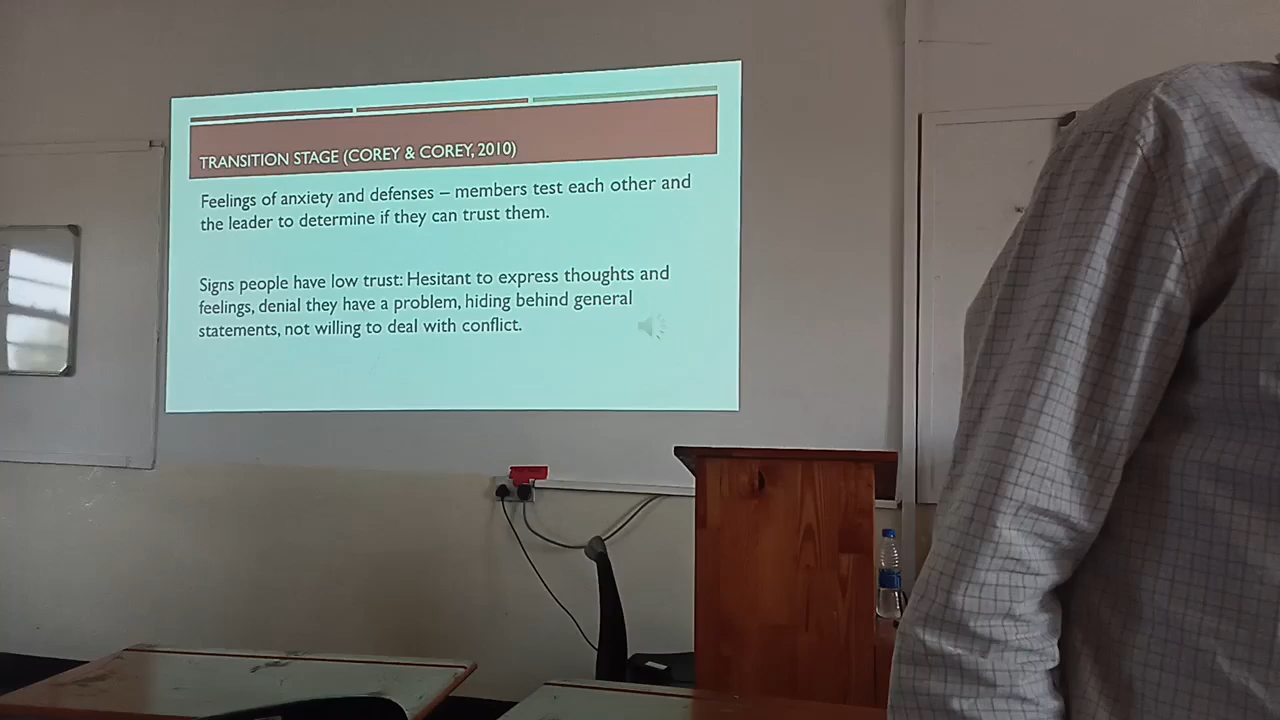 TRANSITION STAGE (COREY & COREY, 2010)
Feelings of anxiety and defenses – members test each other and
the leader to determine if they can trust them.
Signs people have low trust: Hesitant to express thoughts and
feelings, denial they have a problem, hiding behind general
statements, not willing to deal with conflict.